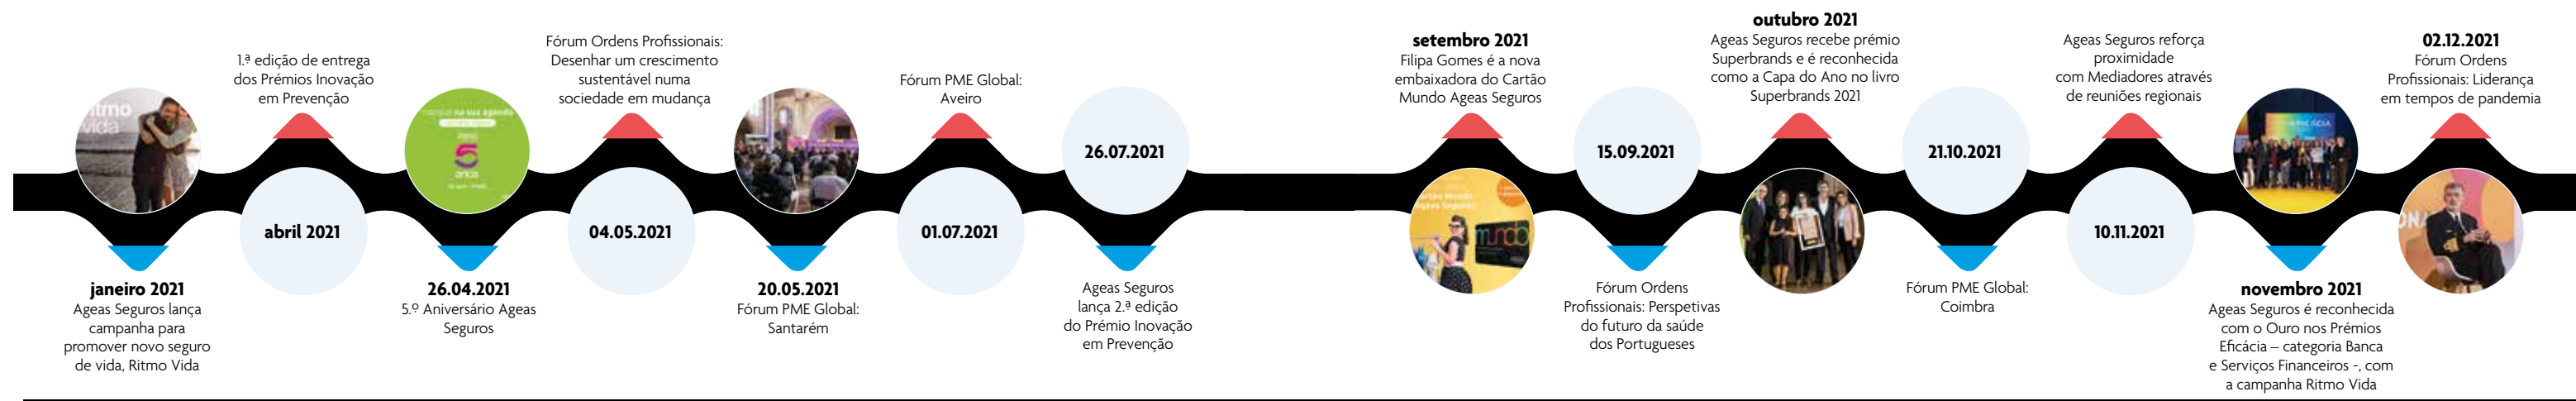 janeiro 2021
Ageas Seguros lança
campanha para
promover novo seguro
de vida, Ritmo Vida
1.ª edição de entrega
dos Prémios Inovação
em Prevenção
abril 2021
5
anos
26.04.2021
5.º Aniversário Ageas
Seguros
Fórum Ordens Profissionais:
Desenhar um crescimento
sustentável numa
sociedade em mudança
04.05.2021
20.05.2021
Fórum PME Global:
Santarém
Fórum PME Global:
Aveiro
01.07.2021
26.07.2021
Ageas Seguros
lança 2.ª edição
do Prémio Inovação
em Prevenção
setembro 2021
Filipa Gomes é a nova
embaixadora do Cartão
Mundo Ageas Seguros
mundo
15.09.2021
Fórum Ordens
Profissionais: Perspetivas
do futuro da saúde
dos Portugueses
outubro 2021
Ageas Seguros recebe prémio
Superbrands e é reconhecida
como a Capa do Ano no livro
Superbrands 2021
21.10.2021
Fórum PME Global:
Coimbra
Ageas Seguros reforça
proximidade
com Mediadores através
de reuniões regionais
10.11.2021
EFICÁCIA
novembro 2021
Ageas Seguros é reconhecida
com o Ouro nos Prémios
Eficácia – categoria Banca
e Serviços Financeiros -, com
a campanha Ritmo Vida
02.12.2021
Fórum Ordens
Profissionais: Liderança
em tempos de pandemia